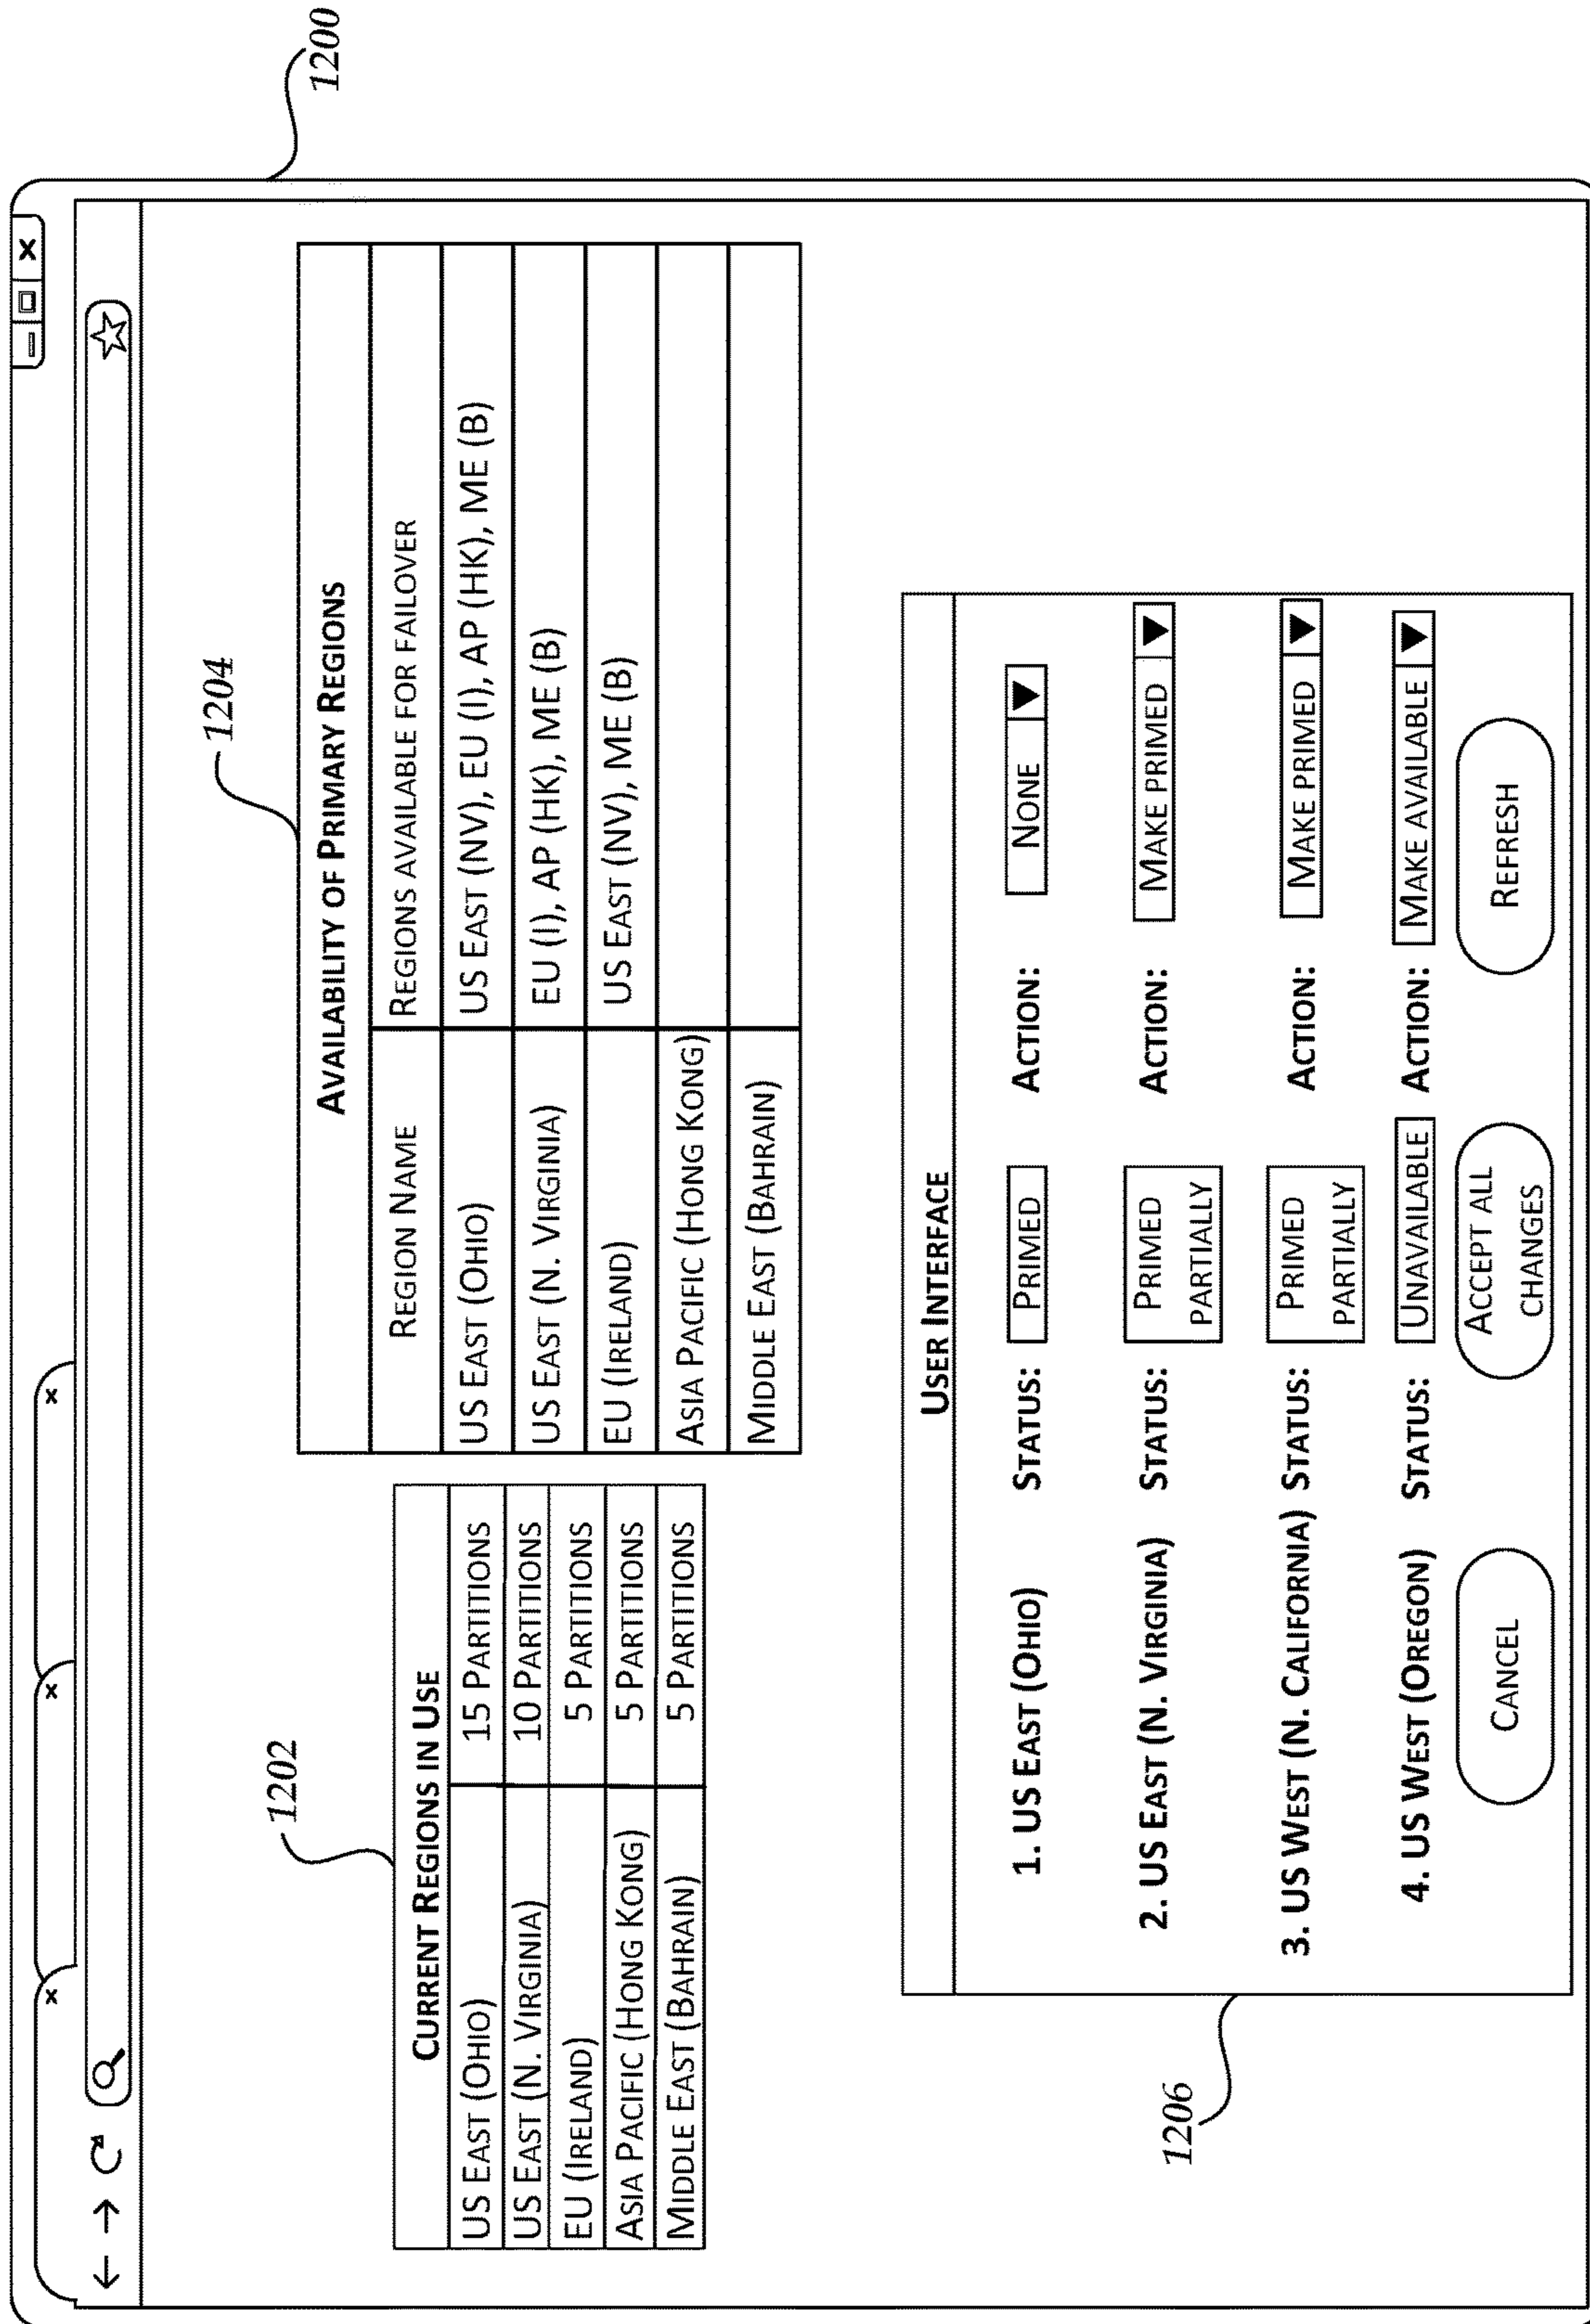 1200
X
x
x
x
1202
CURRENT REGIONS IN USE
US EAST (OHIO) 15 PARTITIONS
US EAST (N. VIRGINIA) 10 PARTITIONS
EU (IRELAND) 5 PARTITIONS
ASIA PACIFIC (HONG KONG) 5 PARTITIONS
MIDDLE EAST (BAHRAIN) 5 PARTITIONS
1204
AVAILABILITY OF PRIMARY REGIONS
REGION NAME REGIONS AVAILABLE FOR FAILOVER
US EAST (OHIO) US EAST (NV), EU (I), AP (HK), ME (B)
US EAST (N. VIRGINIA) EU (I), AP (HK), ME (B)
EU (IRELAND) US EAST (NV), ME (B)
ASIA PACIFIC (HONG KONG)
MIDDLE EAST (BAHRAIN)
1206
USER INTERFACE
1. US EAST (OHIO) STATUS: PRIMED ACTION: NONE
2. US EAST (N. VIRGINIA) STATUS: PRIMED PARTIALLY ACTION: MAKE PRIMED
3. US WEST (N. CALIFORNIA) STATUS: PRIMED PARTIALLY ACTION: MAKE PRIMED
4. US WEST (OREGON) STATUS: UNAVAILABLE ACTION: MAKE AVAILABLE
CANCEL
ACCEPT ALL
CHANGES
REFRESH